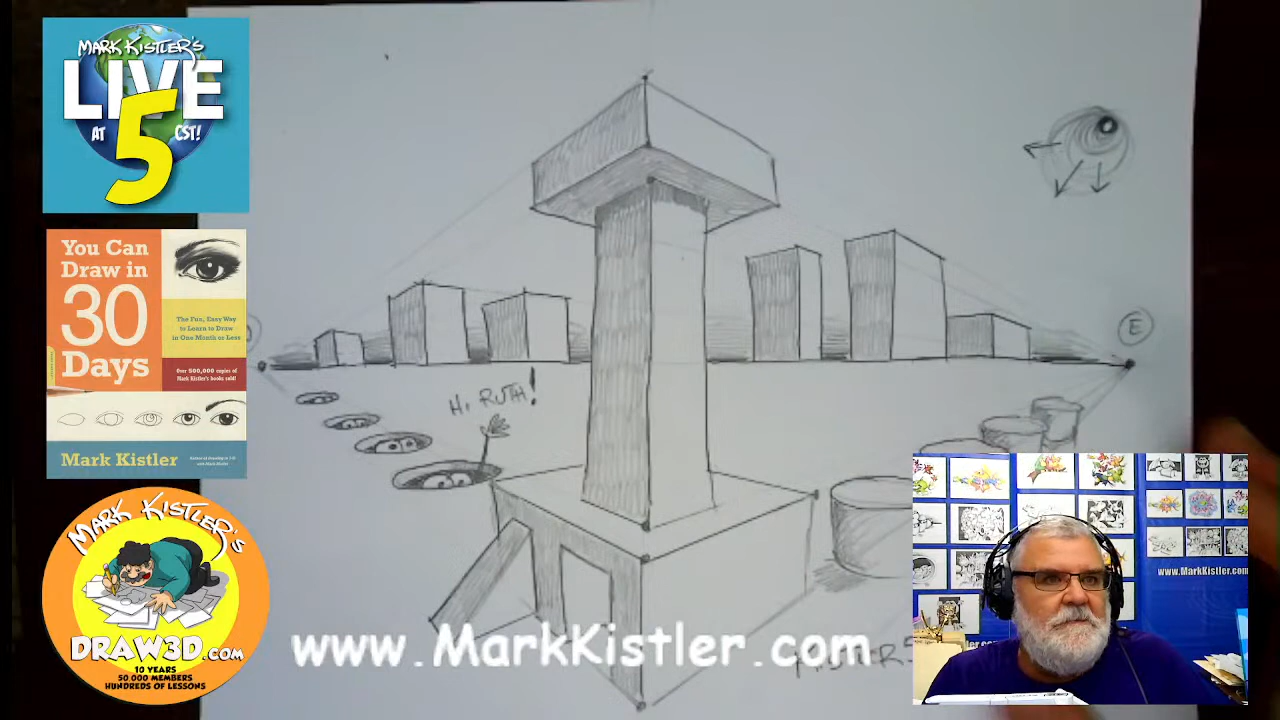 MARK KISTLER'S
LIVE
AT 5 CST!
You Can
Draw in
30
Days
The Fun, Easy Way
to Learn to Draw
in One Month or Less
Over 500,000 copies of
Mark Kistler's books sold!
Mark Kistler
MARK KISTLER'S
DRAW3D.COM
10 YEARS
50,000 MEMBERS
HUNDREDS OF LESSONS
HI, RUTH!
E
www.MarkKistler.com
www.MarkKistler.com